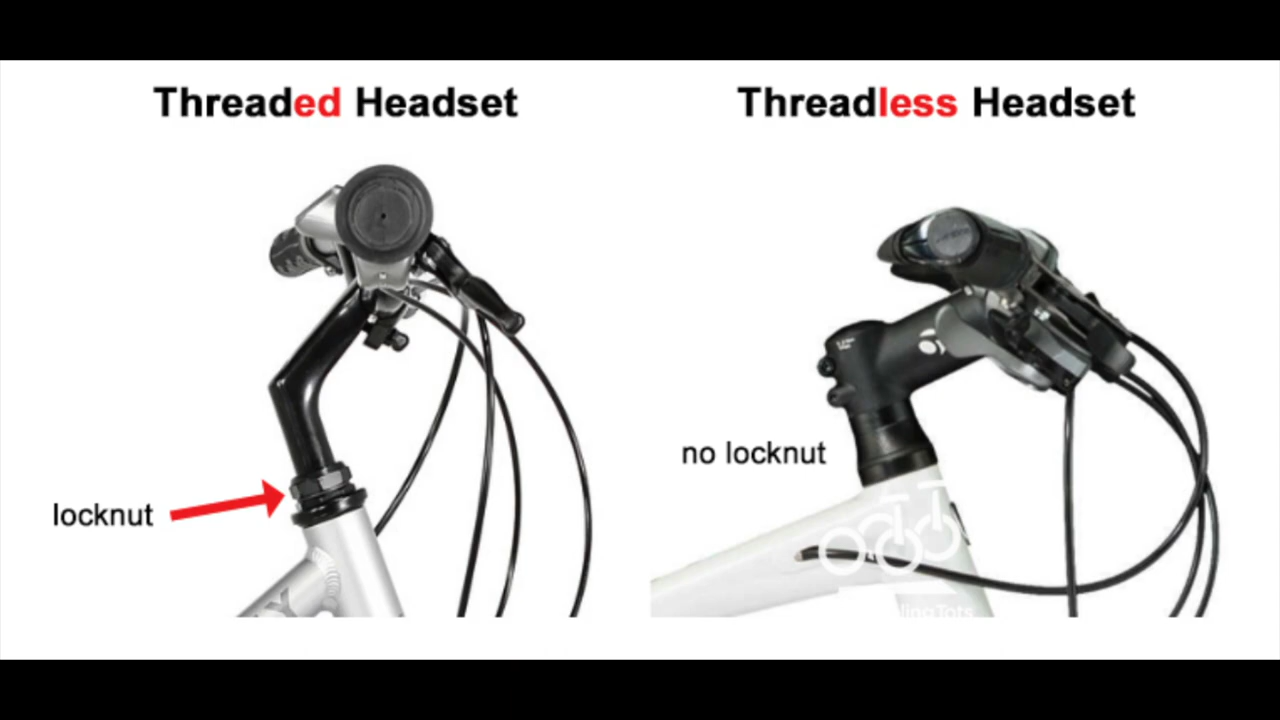 Threaded Headset
Threadless Headset
no locknut
locknut